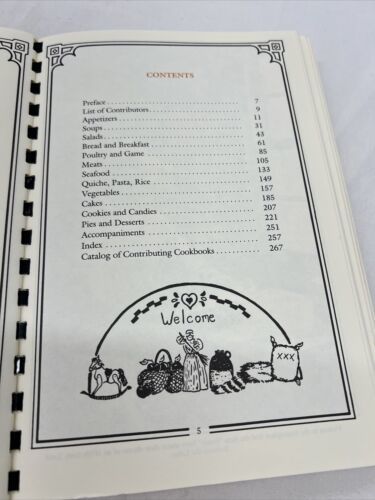 CONTENTS
Preface . . . . . . . . . . 7
List of Contributors . . . . . . . . . . 9
Appetizers . . . . . . . . . . 11
Soups . . . . . . . . . . 31
Salads . . . . . . . . . . 43
Bread and Breakfast . . . . . . . . . . 61
Poultry and Game . . . . . . . . . . 85
Meats . . . . . . . . . . 105
Seafood . . . . . . . . . . 133
Quiche, Pasta, Rice . . . . . . . . . . 149
Vegetables . . . . . . . . . . 157
Cakes . . . . . . . . . . 185
Cookies and Candies . . . . . . . . . . 207
Pies and Desserts . . . . . . . . . . 221
Accompaniments . . . . . . . . . . 251
Index . . . . . . . . . . 257
Catalog of Contributing Cookbooks . . . . . . . . . . 267
Welcome
XXX
5